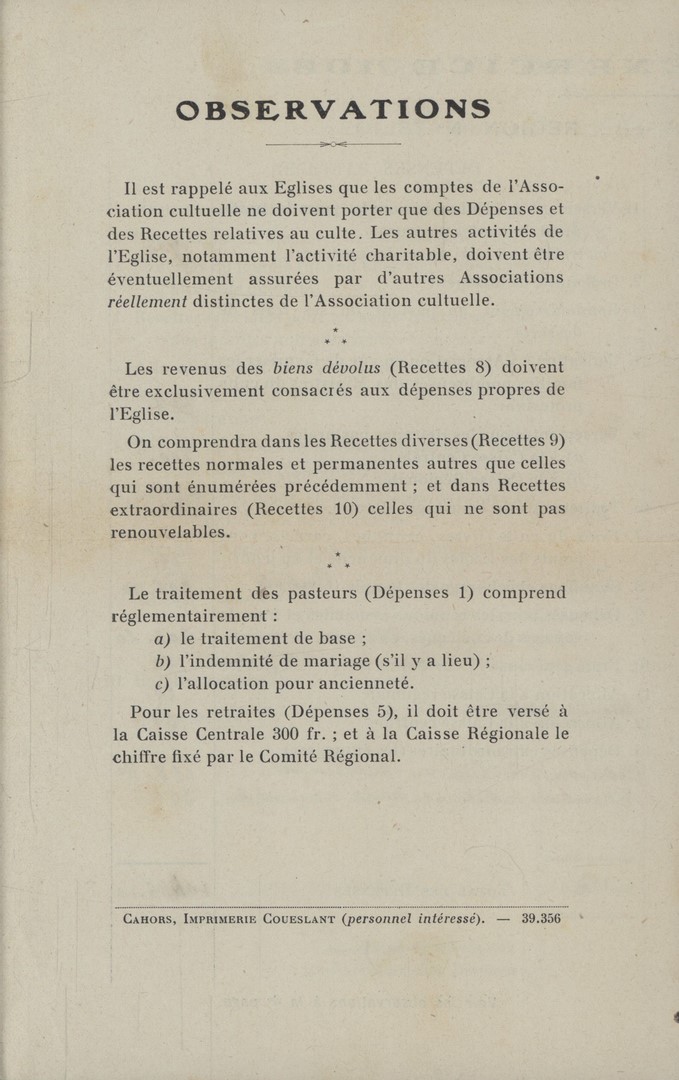 OBSERVATIONS
Il est rappelé aux Eglises que les comptes de l'Asso-
ciation cultuelle ne doivent porter que des Dépenses et
des Recettes relatives au culte. Les autres activités de
l'Eglise, notamment l'activité charitable, doivent être
éventuellement assurées par d'autres Associations
réellement distinctes de l'Association cultuelle.
*
* *
Les revenus des biens dévolus (Recettes 8) doivent
être exclusivement consacrés aux dépenses propres de
l'Eglise.
On comprendra dans les Recettes diverses (Recettes 9)
les recettes normales et permanentes autres que celles
qui sont énumérées précédemment ; et dans Recettes
extraordinaires (Recettes 10) celles qui ne sont pas
renouvelables.
*
* *
Le traitement des pasteurs (Dépenses 1) comprend
réglementairement :
a) le traitement de base ;
b) l'indemnité de mariage (s'il y a lieu) ;
c) l'allocation pour ancienneté.
Pour les retraites (Dépenses 5), il doit être versé à
la Caisse Centrale 300 fr. ; et à la Caisse Régionale le
chiffre fixé par le Comité Régional.
CAHORS, IMPRIMERIE COUESLANT (personnel intéressé). — 39.356